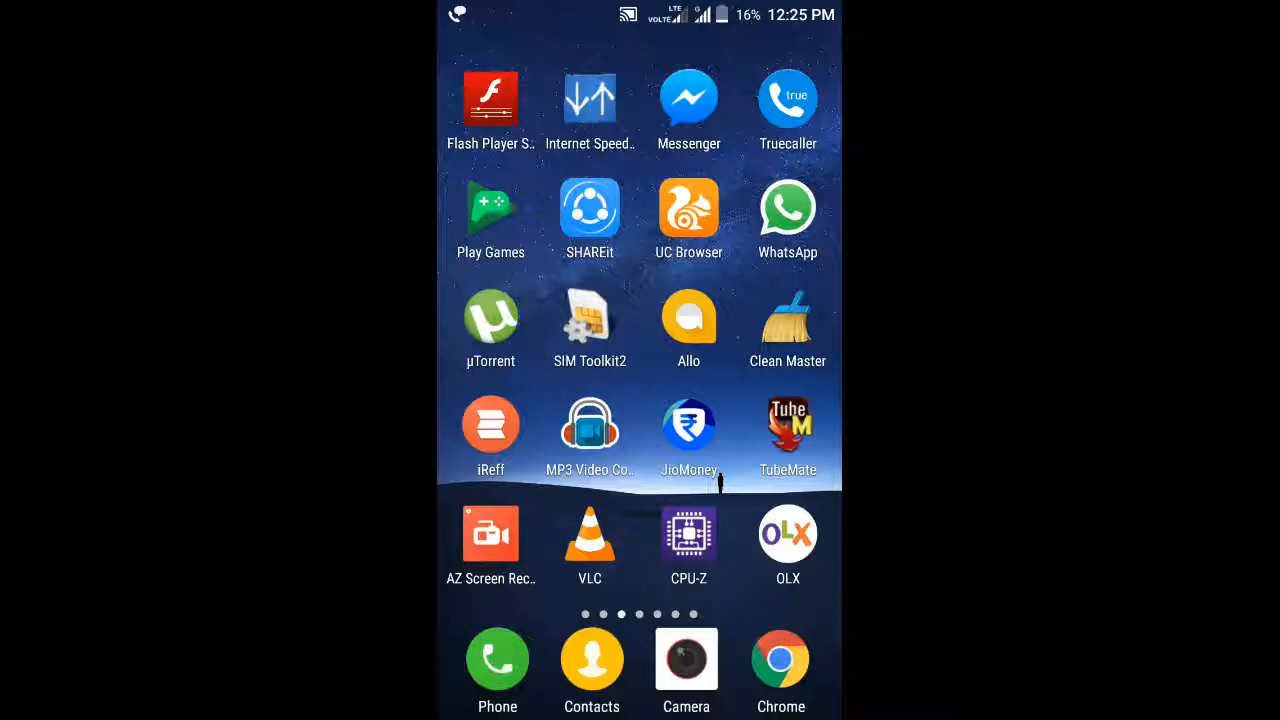 LTE VOLTE G 16% 12:25 PM
true
Flash Player S.. Internet Speed.. Messenger Truecaller
Play Games SHAREit UC Browser WhatsApp
µTorrent SIM Toolkit2 Allo Clean Master
Tube M
iReff MP3 Video Co.. JioMoney TubeMate
OLX
AZ Screen Rec.. VLC CPU-Z OLX
Phone Contacts Camera Chrome